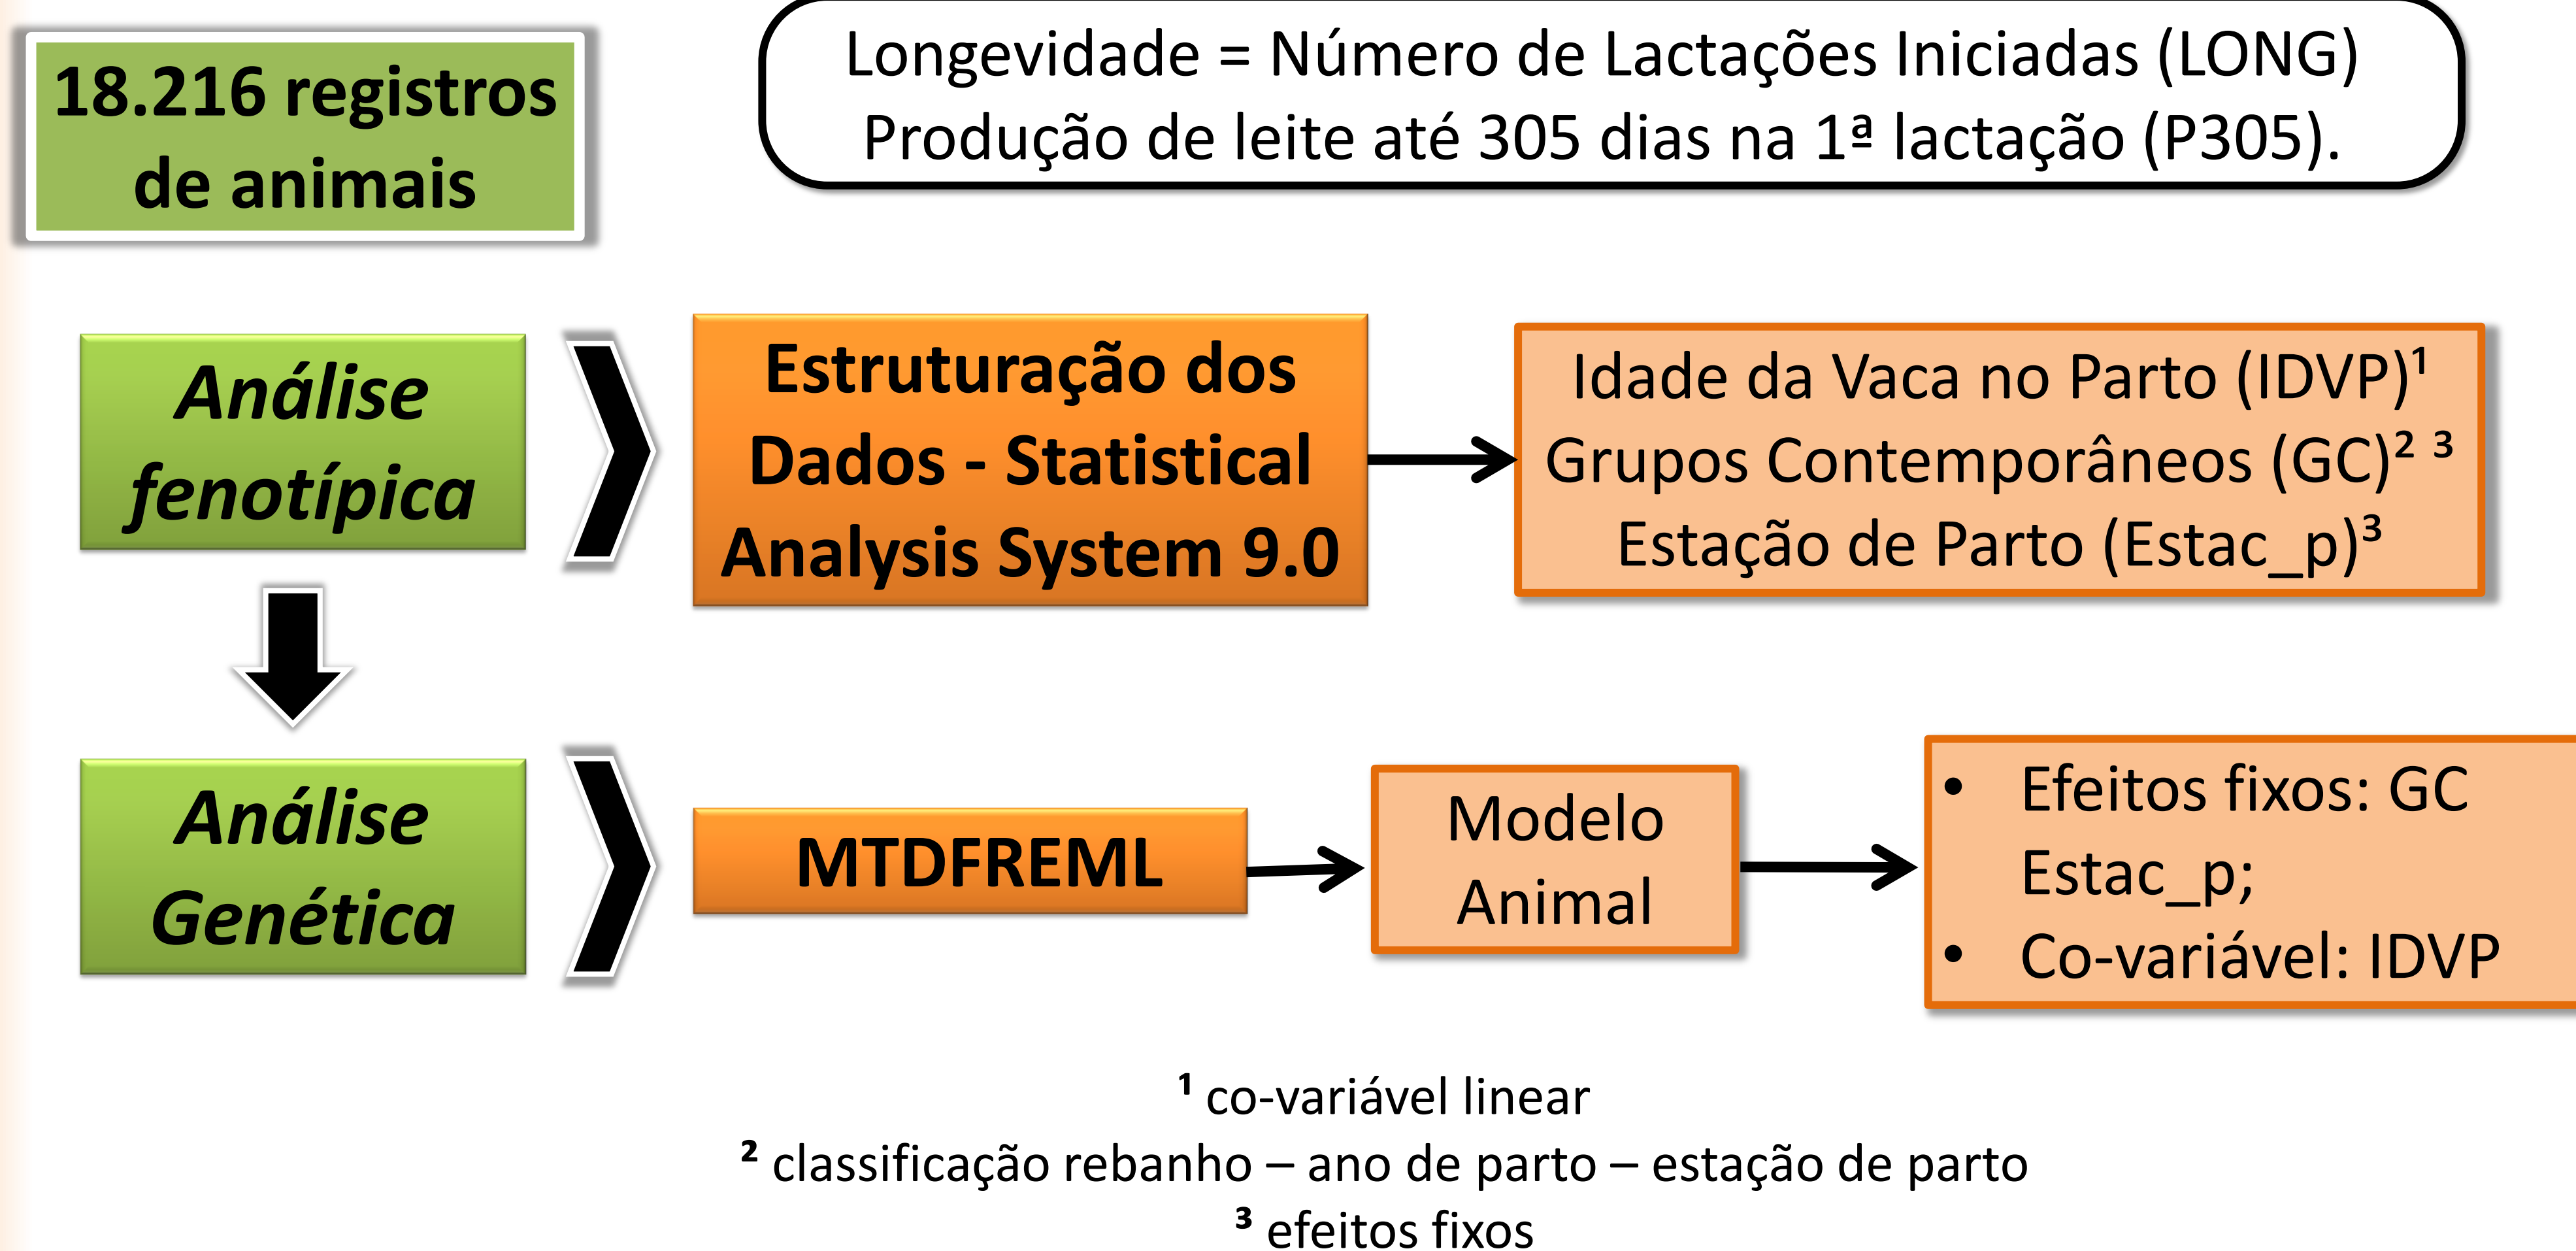 18.216 registros
de animais
Longevidade = Número de Lactações Iniciadas (LONG)
Produção de leite até 305 dias na 1ª lactação (P305).
Análise
fenotípica
Estruturação dos
Dados - Statistical
Analysis System 9.0
Idade da Vaca no Parto (IDVP)¹
Grupos Contemporâneos (GC)² ³
Estação de Parto (Estac_p)³
Análise
Genética
MTDFREML
Modelo
Animal
• Efeitos fixos: GC
Estac_p;
• Co-variável: IDVP
¹ co-variável linear
² classificação rebanho – ano de parto – estação de parto
³ efeitos fixos